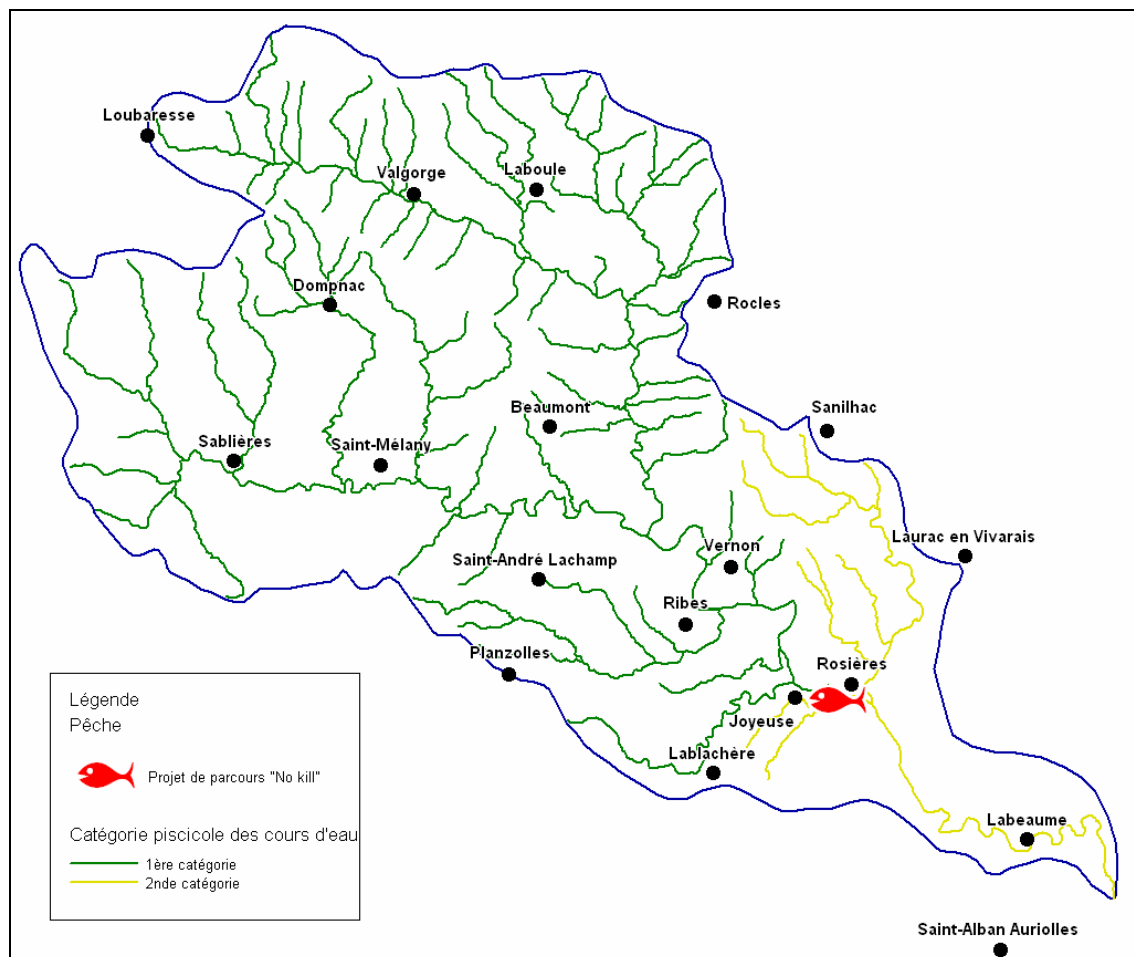 Loubaresse
Valgorge
Laboule
Dompnac
Rocles
Beaumont
Sanilhac
Sablières
Saint-Mélany
Laurac en Vivarais
Vernon
Saint-André Lachamp
Ribes
Planzolles
Rosières
Joyeuse
Lablachère
Labeaume
Saint-Alban Auriolles
Légende
Pêche
Projet de parcours "No kill"
Catégorie piscicole des cours d'eau
1ère catégorie
2nde catégorie